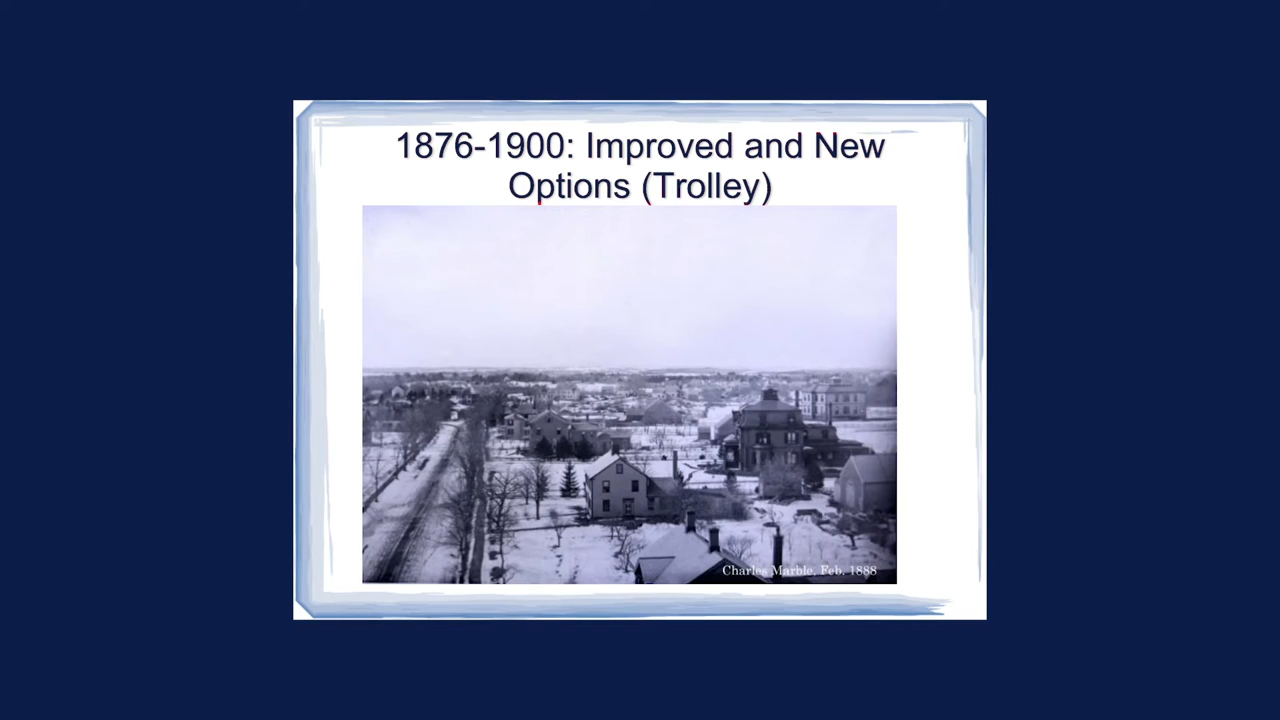 1876-1900: Improved and New
Options (Trolley)
Charles Marble, Feb. 1888